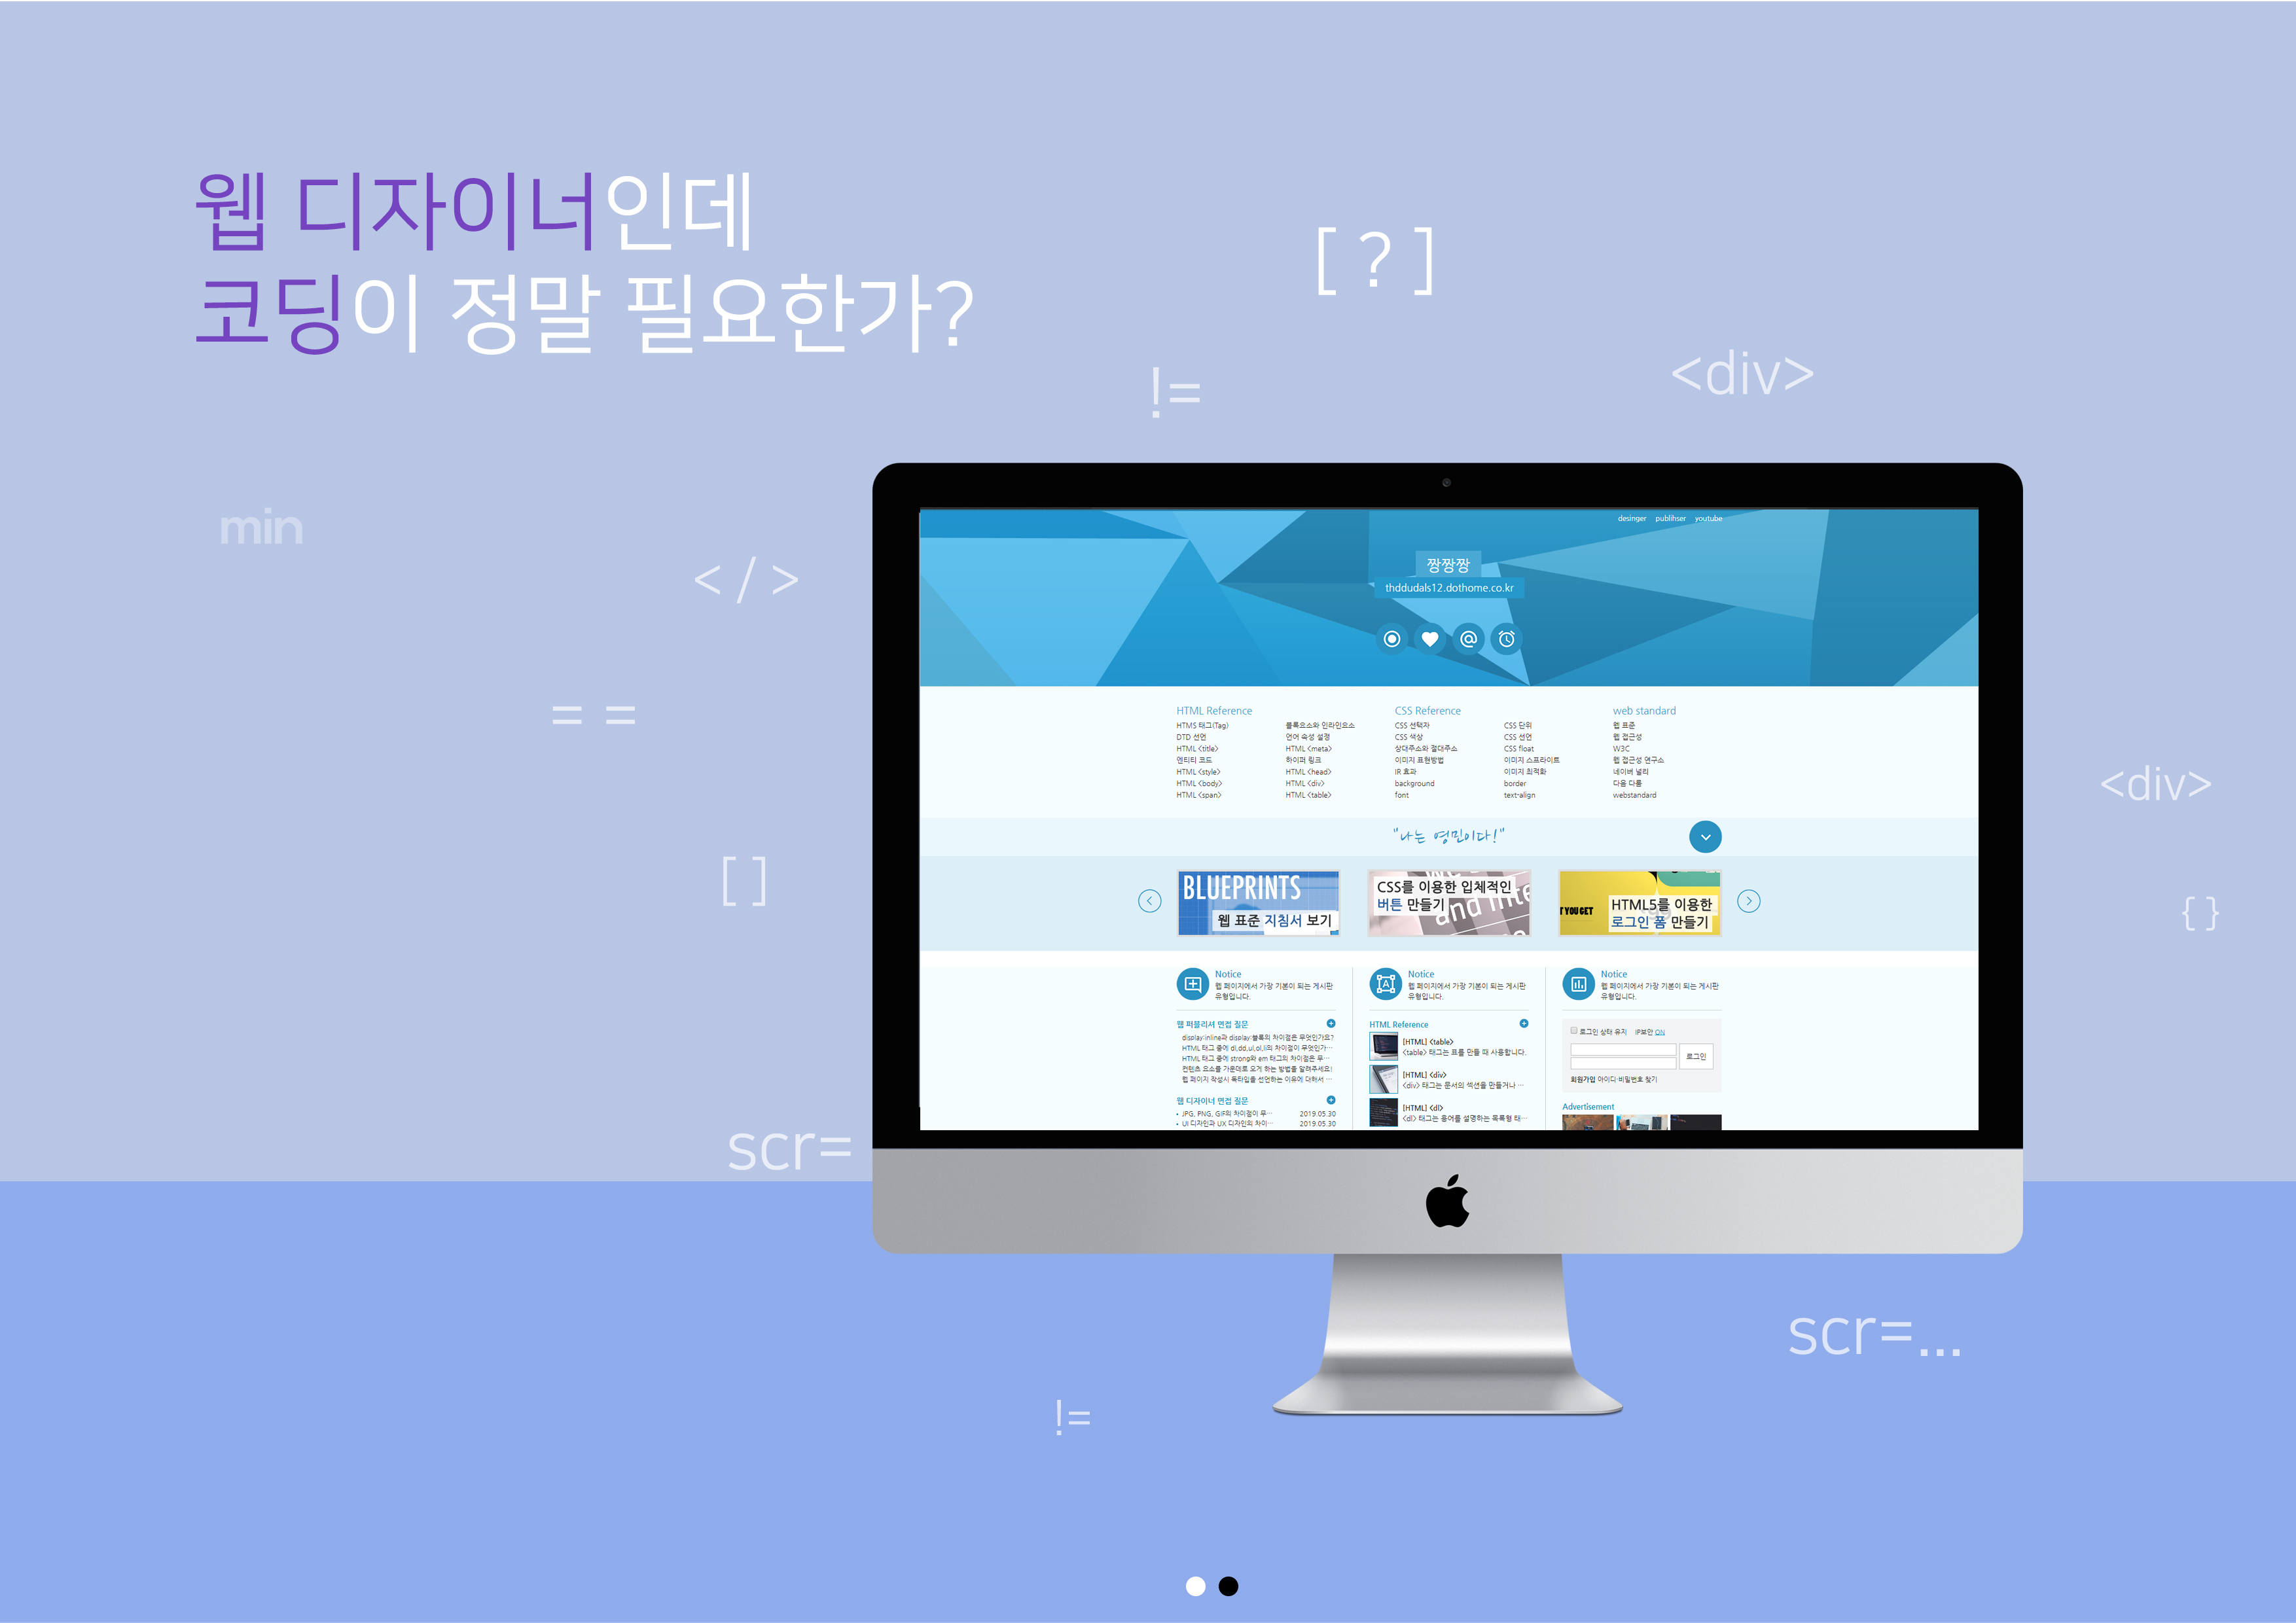 웹 디자이너인데
코딩이 정말 필요한가?
[ ? ]
!=
<div>
min
< / >
= =
[ ]
scr=
<div>
{ }
scr=...
!=
desinger publihser youtube
짱짱짱
thddudals12.dothome.co.kr
HTML Reference
HTMS 태그(Tag) 블록요소와 인라인요소
DTD 선언 언어 속성 설정
HTML <title> HTML <meta>
엔티티 코드 하이퍼 링크
HTML <style> HTML <head>
HTML <body> HTML <div>
HTML <span> HTML <table>
CSS Reference
CSS 선택자 CSS 단위
CSS 색상 CSS 선언
상대주소와 절대주소 CSS float
이미지 표현방법 이미지 스프라이트
IR 효과 이미지 최적화
background border
font text-align
web standard
웹 표준
웹 접근성
W3C
웹 접근성 연구소
네이버 널리
다음 다룸
webstandard
"나는 영민이다!"
BLUEPRINTS
웹 표준 지침서 보기
CSS를 이용한 입체적인
버튼 만들기
and inte
T YOU GET
HTML5를 이용한
로그인 폼 만들기
Notice
웹 페이지에서 가장 기본이 되는 게시판
유형입니다.
웹 퍼블리셔 면접 질문
display:inline과 display:블록의 차이점은 무엇인가요?
HTML 태그 중에 dl,dd,ul,ol,li의 차이점이 무엇인가···
HTML 태그 중에 strong와 em 태그의 차이점은 무···
컨텐츠 요소를 가운데로 오게 하는 방법을 알려주세요!
웹 페이지 작성시 독타입을 선언하는 이유에 대해서 ···
웹 디자이너 면접 질문
JPG, PNG, GIF의 차이점이 무··· 2019.05.30
UI 디자인과 UX 디자인의 차이··· 2019.05.30
Notice
웹 페이지에서 가장 기본이 되는 게시판
유형입니다.
HTML Reference
[HTML] <table>
<table> 태그는 표를 만들 때 사용합니다.
[HTML] <div>
<div> 태그는 문서의 섹션을 만들거나 ···
[HTML] <dl>
<dl> 태그는 용어를 설명하는 목록형 태···
Notice
웹 페이지에서 가장 기본이 되는 게시판
유형입니다.
로그인 상태 유지 IP보안 ON
로그인
회원가입 아이디·비밀번호 찾기
Advertisement